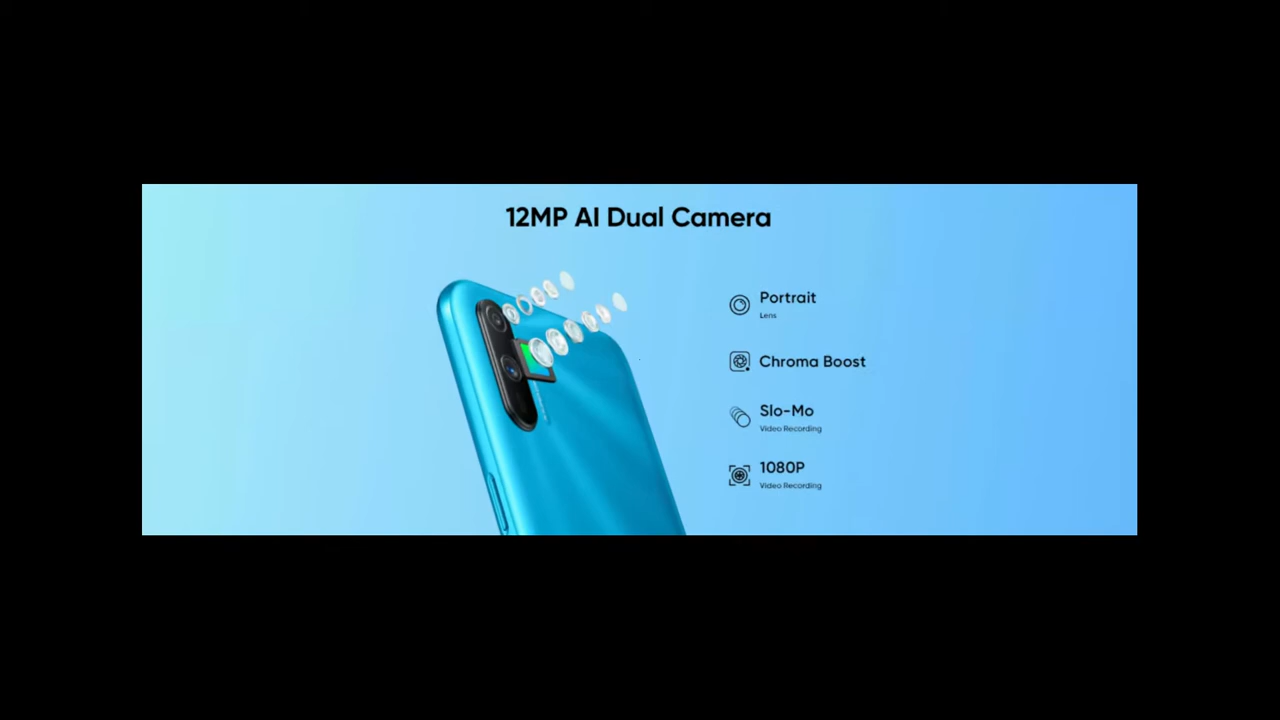 12MP AI Dual Camera
Portrait
Lens
Chroma Boost
Slo-Mo
Video Recording
1080P
Video Recording